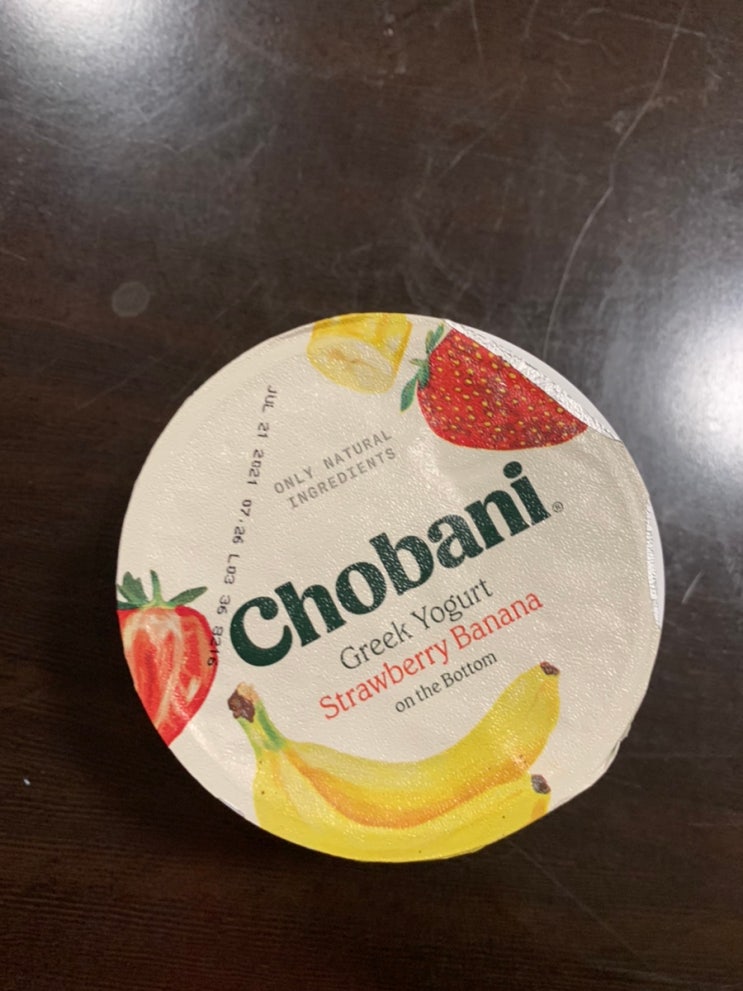 JUL 21 2021 07:26 L03 36 8216
ONLY NATURAL
INGREDIENTS
Chobani®
Greek Yogurt
Strawberry Banana
on the Bottom